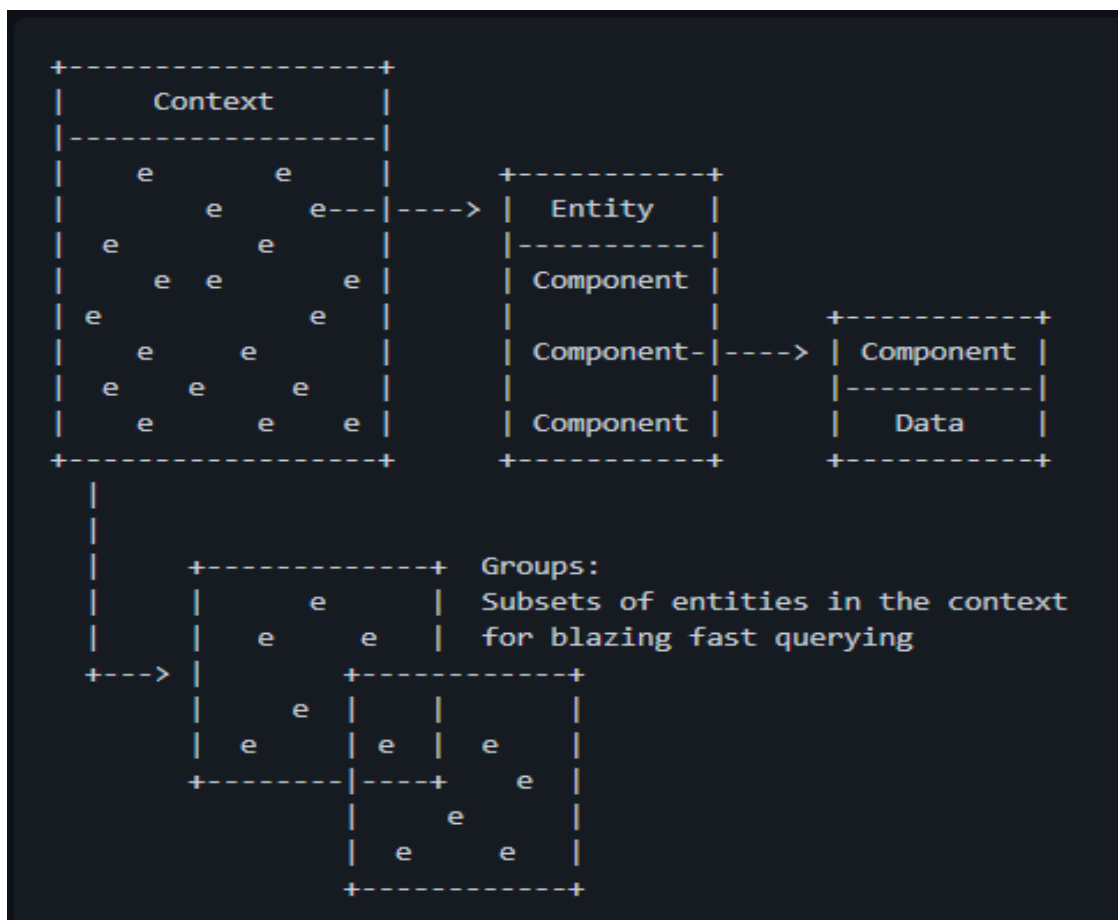 +------------------+
|     Context      |
|------------------|
|    e       e     |       +-----------+
|        e     e---|----> |  Entity   |
|  e        e      |       |-----------|
|     e  e       e |       | Component |
| e            e   |       |           |      +-----------+
|    e     e       |       | Component-|----> | Component |
|  e    e     e    |       |           |      |-----------|
|    e      e    e |       | Component |      |   Data    |
+------------------+       +-----------+      +-----------+
  |
  |
  |     +-------------+  Groups:
  |     |      e      |  Subsets of entities in the context
  |     |   e     e   |  for blazing fast querying
  +---> |        +------------+
        |     e  |    |       |
        |  e     | e  |  e    |
        +--------|----+    e  |
                 |     e      |
                 |  e     e   |
                 +------------+